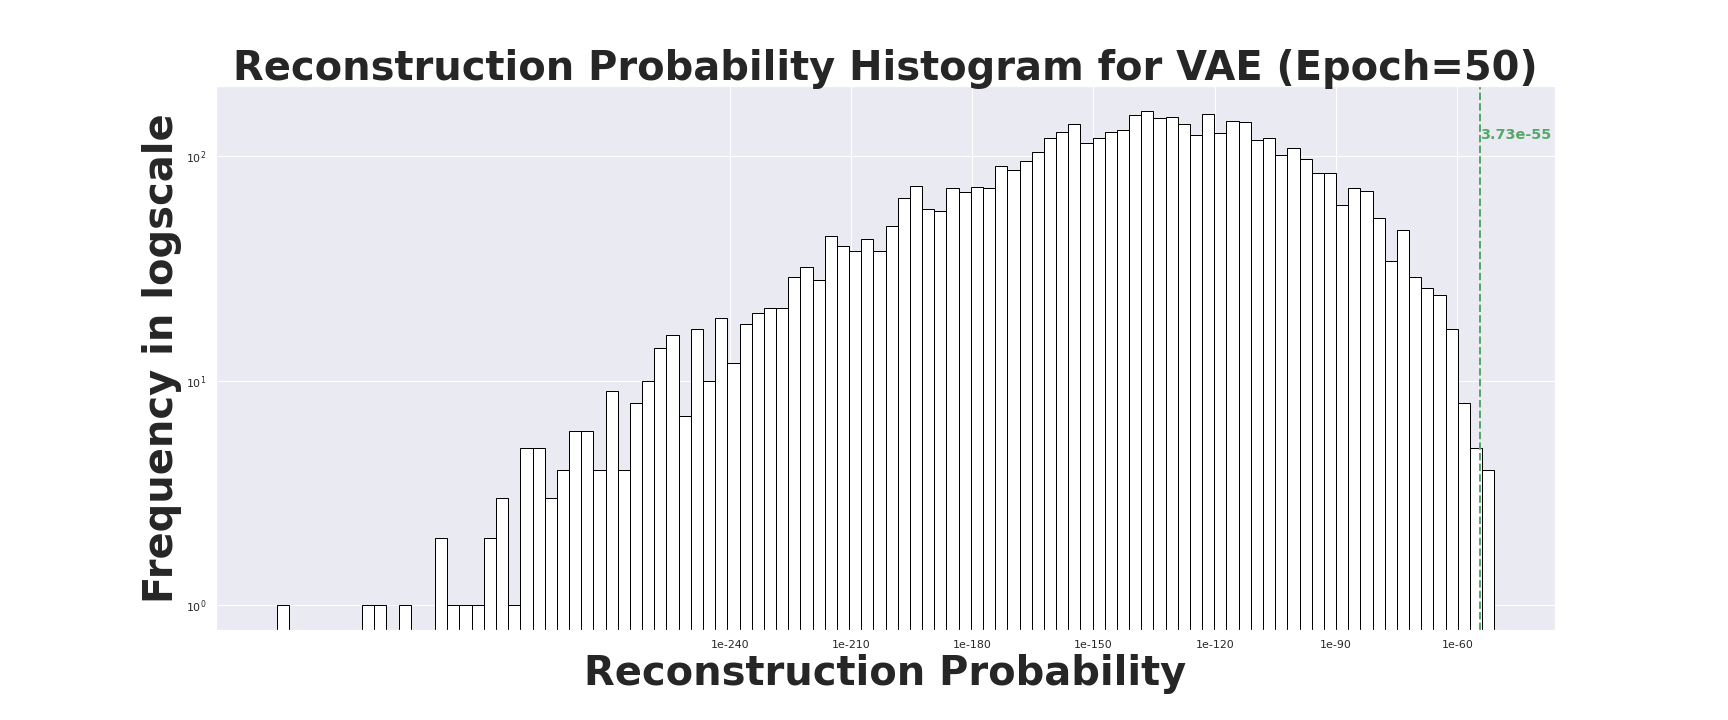 Reconstruction Probability Histogram for VAE (Epoch=50)
3.73e-55
Frequency in logscale
10²
10¹
10⁰
1e-240 1e-210 1e-180 1e-150 1e-120 1e-90 1e-60
Reconstruction Probability